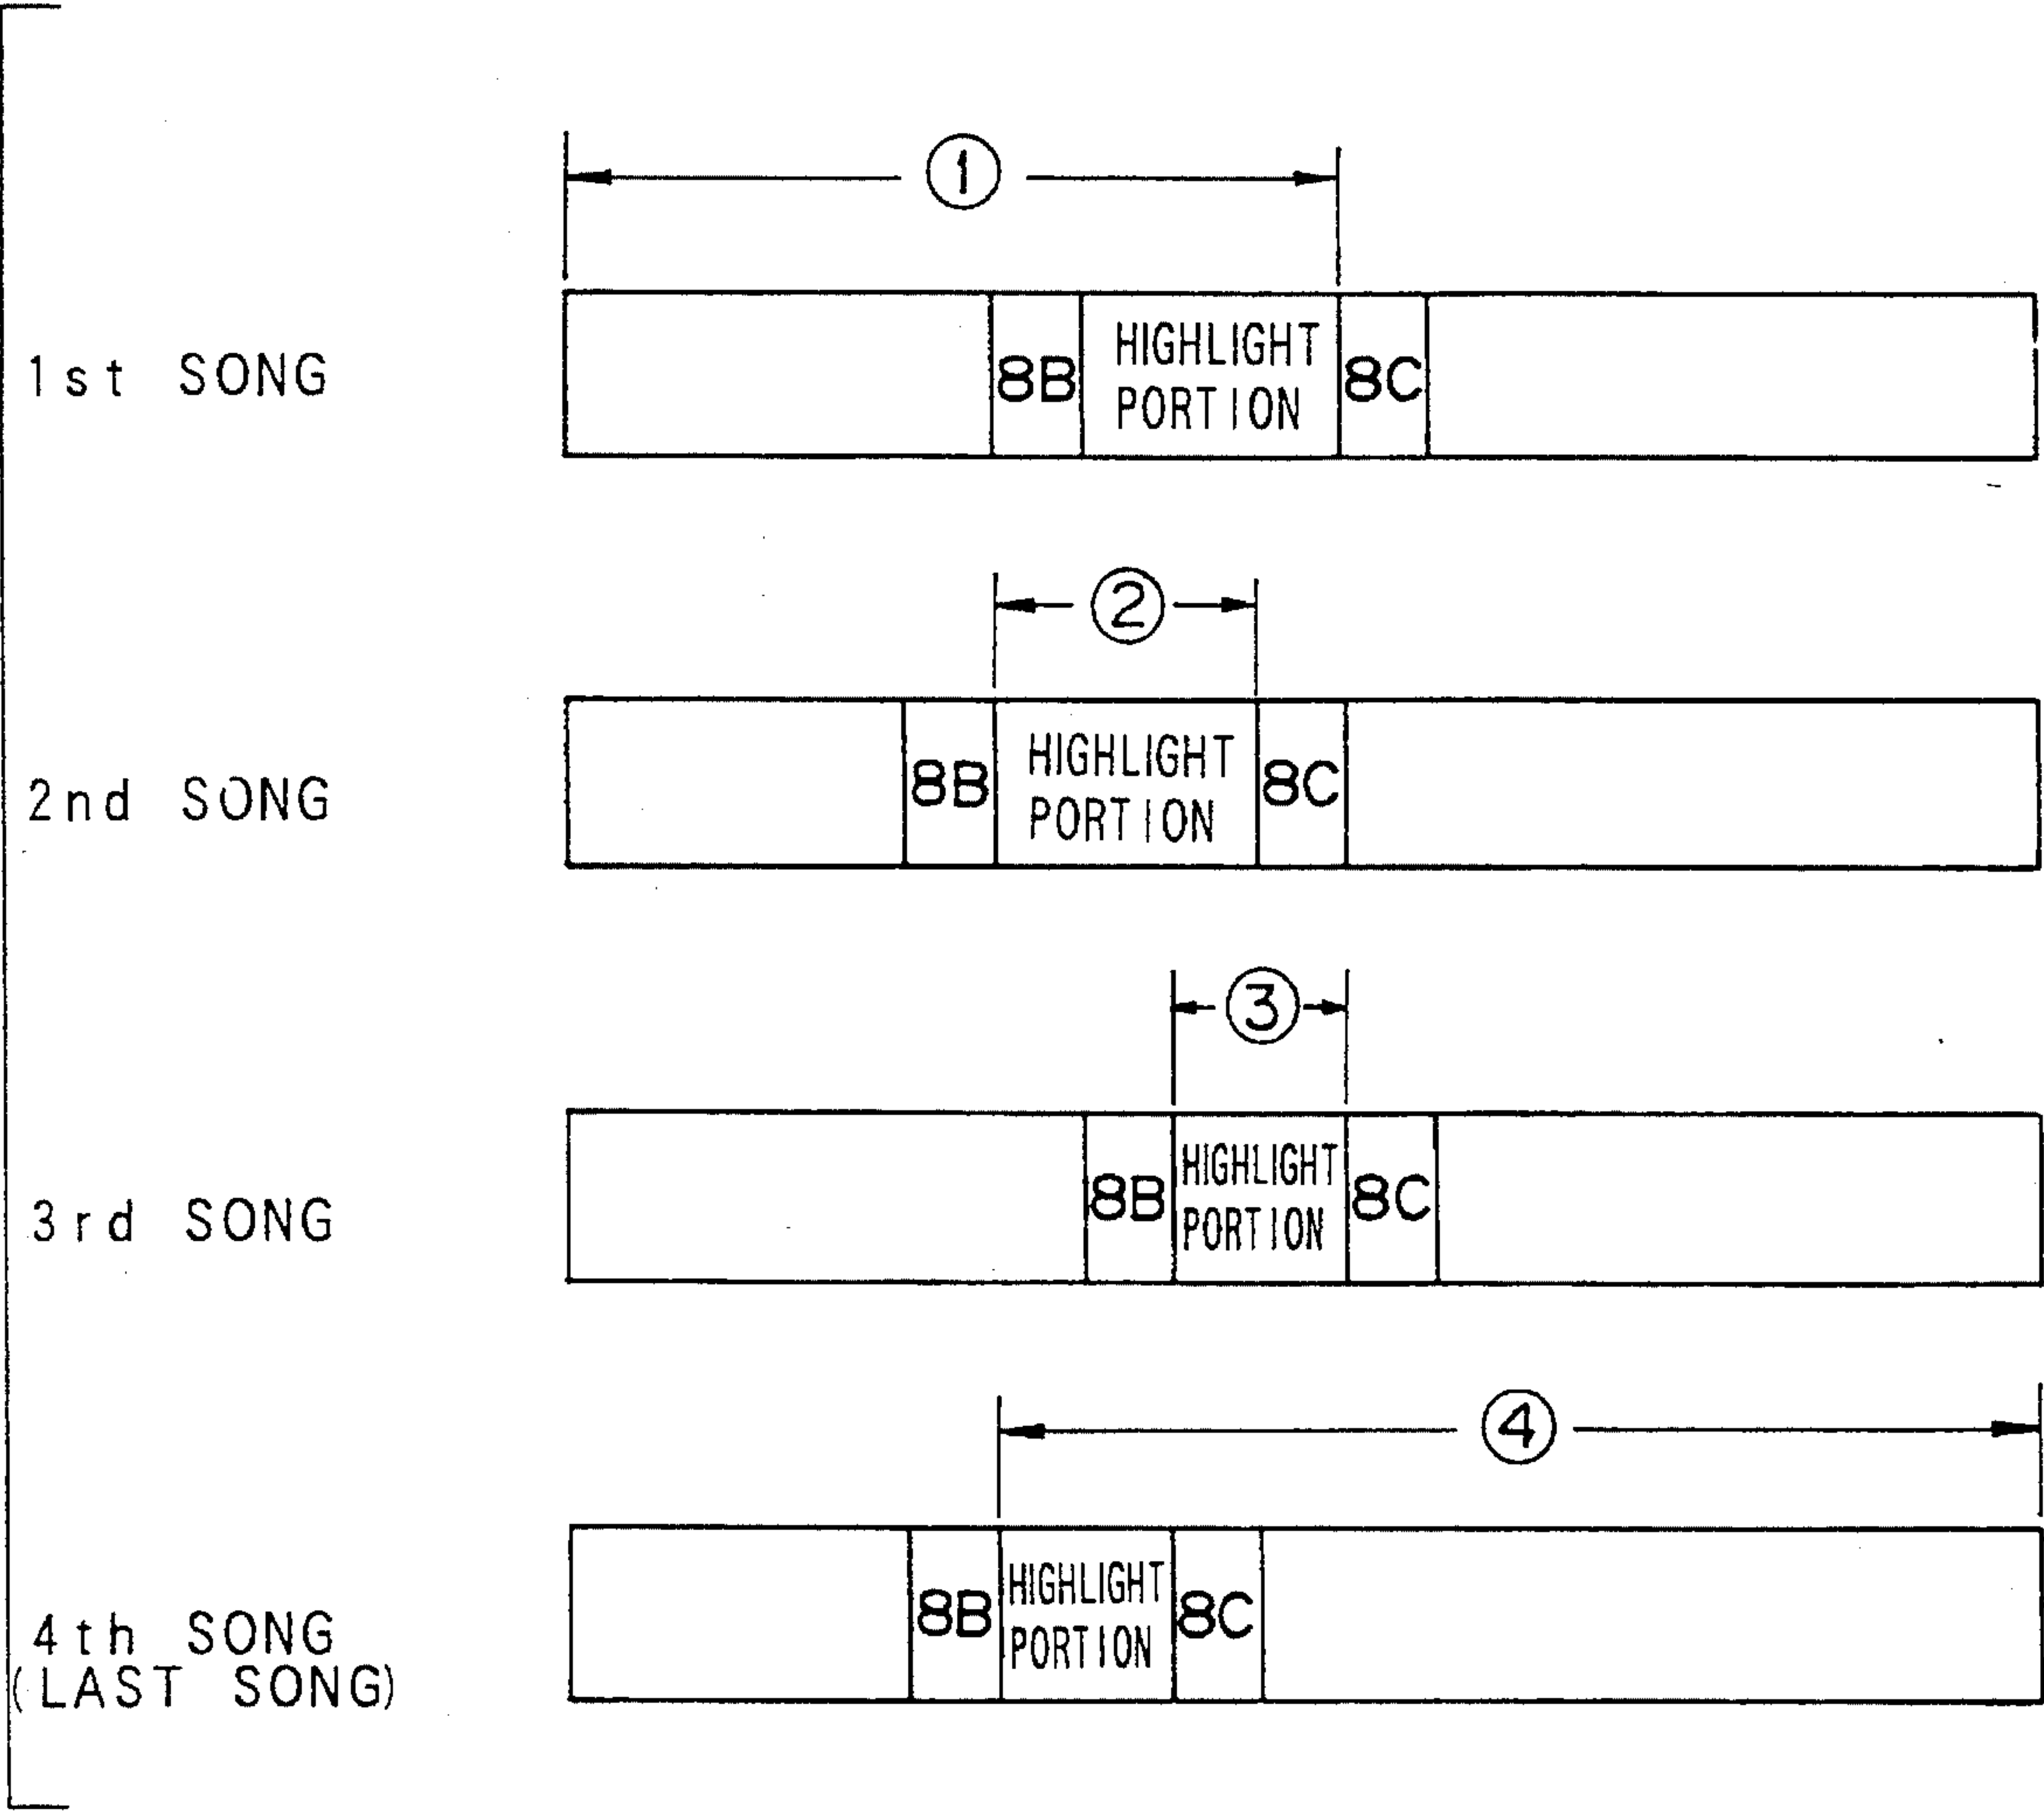 ①
1st SONG
8B
HIGHLIGHT
PORTION
8C
②
2nd SONG
8B
HIGHLIGHT
PORTION
8C
③
3rd SONG
8B
HIGHLIGHT
PORTION
8C
④
4th SONG
(LAST SONG)
8B
HIGHLIGHT
PORTION
8C